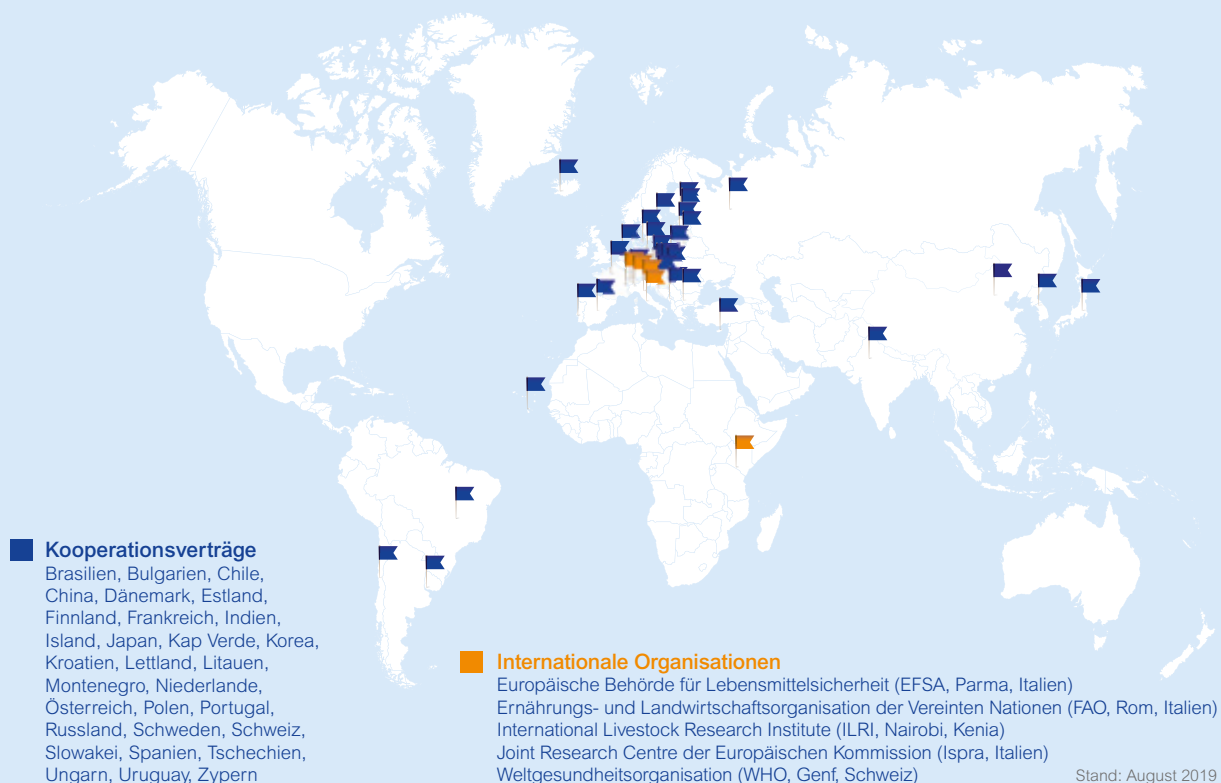 Kooperationsverträge
Brasilien, Bulgarien, Chile,
China, Dänemark, Estland,
Finnland, Frankreich, Indien,
Island, Japan, Kap Verde, Korea,
Kroatien, Lettland, Litauen,
Montenegro, Niederlande,
Österreich, Polen, Portugal,
Russland, Schweden, Schweiz,
Slowakei, Spanien, Tschechien,
Ungarn, Uruguay, Zypern
Internationale Organisationen
Europäische Behörde für Lebensmittelsicherheit (EFSA, Parma, Italien)
Ernährungs- und Landwirtschaftsorganisation der Vereinten Nationen (FAO, Rom, Italien)
International Livestock Research Institute (ILRI, Nairobi, Kenia)
Joint Research Centre der Europäischen Kommission (Ispra, Italien)
Weltgesundheitsorganisation (WHO, Genf, Schweiz)
Stand: August 2019